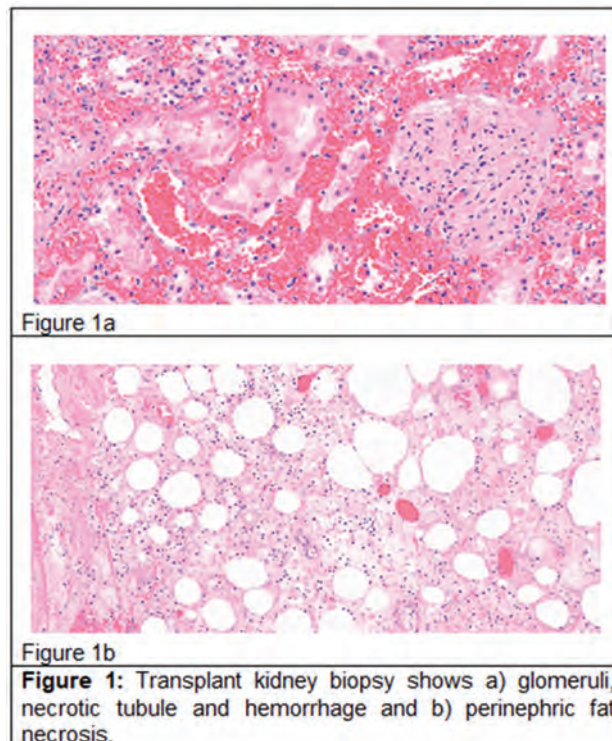 Figure 1a
Figure 1b
Figure 1: Transplant kidney biopsy shows a) glomeruli,
necrotic tubule and hemorrhage and b) perinephric fat
necrosis.